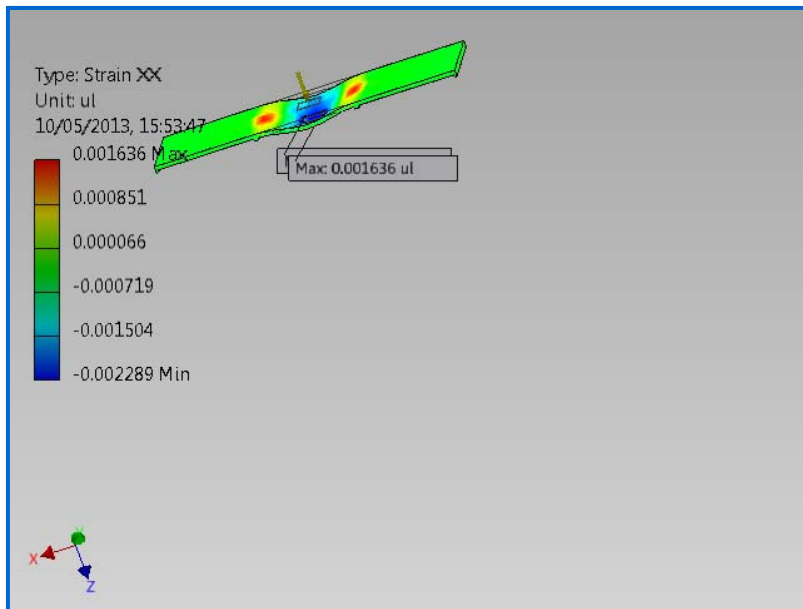 Type: Strain XX
Unit: ul
10/05/2013, 15:53:47
0.001636 Max
0.000851
0.000066
-0.000719
-0.001504
-0.002289 Min
Max: 0.001636 ul
Y
X
Z